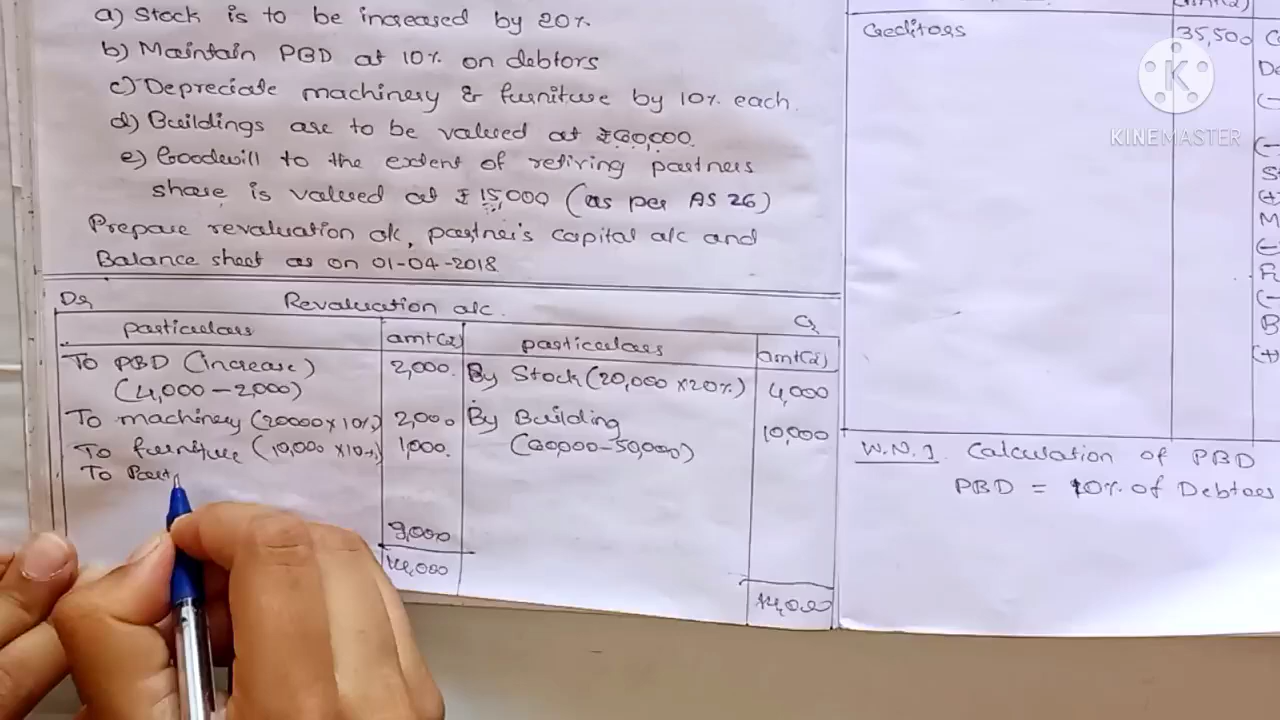 a) Stock is to be increased by 20%
b) Maintain PBD at 10% on debtors
c) Depreciate machinery & furniture by 10% each.
d) Buildings are to be valued at ₹60,000.
e) Goodwill to the extent of retiring partners
share is valued at ₹ 15,000 (as per AS 26)
Prepare revaluation a/c, partner's capital a/c and
Balance sheet as on 01-04-2018
Dr Revaluation a/c. Cr
particulars amt(₹) particulars amt(₹)
To PBD (increase) 2,000. By Stock (20,000 x 20%) 4,000
(4,000 - 2,000)
To machinery (20000 x 10%) 2,000 By Building 10,000
To furniture (10,000 x 10%) 1,000. (60,000 - 50,000)
To Part
9,000
14,000 14,000
Creditors 35,500
KINEMASTER
W.N.1. Calculation of PBD
PBD = 10% of Debtors